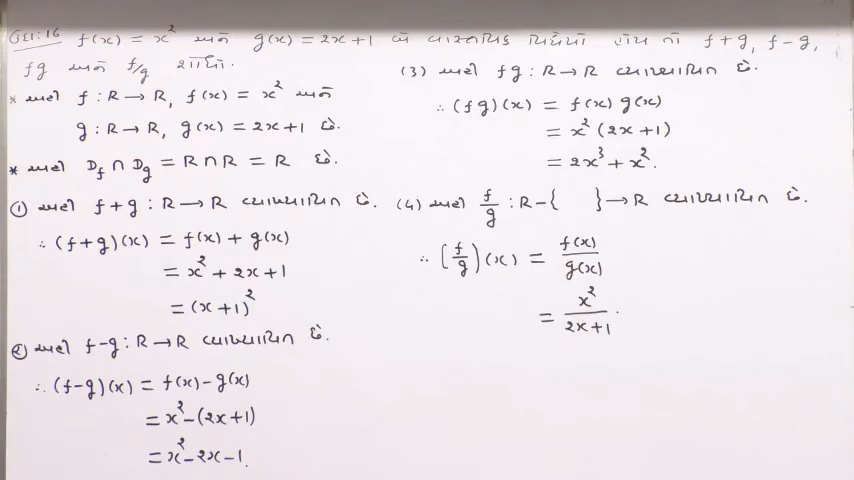 ઉદા:16 f(x) = x² અને g(x) = 2x+1 બે વાસ્તવિક વિધેયો હોય તો f+g, f-g,
fg અને f/g શોધો.
* અહીં f : R → R, f(x) = x² અને
g : R → R, g(x) = 2x+1 છે.
* અહીં D_f ∩ D_g = R ∩ R = R છે.
① અહીં f+g : R → R વ્યાખ્યાયિત છે.
∴ (f+g)(x) = f(x) + g(x)
= x² + 2x + 1
= (x+1)²
② અહીં f-g : R → R વ્યાખ્યાયિત છે.
∴ (f-g)(x) = f(x) - g(x)
= x² - (2x+1)
= x² - 2x - 1.
(3) અહીં fg : R → R વ્યાખ્યાયિત છે.
∴ (fg)(x) = f(x) g(x)
= x² (2x+1)
= 2x³ + x².
(4) અહીં f/g : R - { } → R વ્યાખ્યાયિત છે.
∴ (f/g)(x) = f(x)/g(x)
= x²/2x+1.